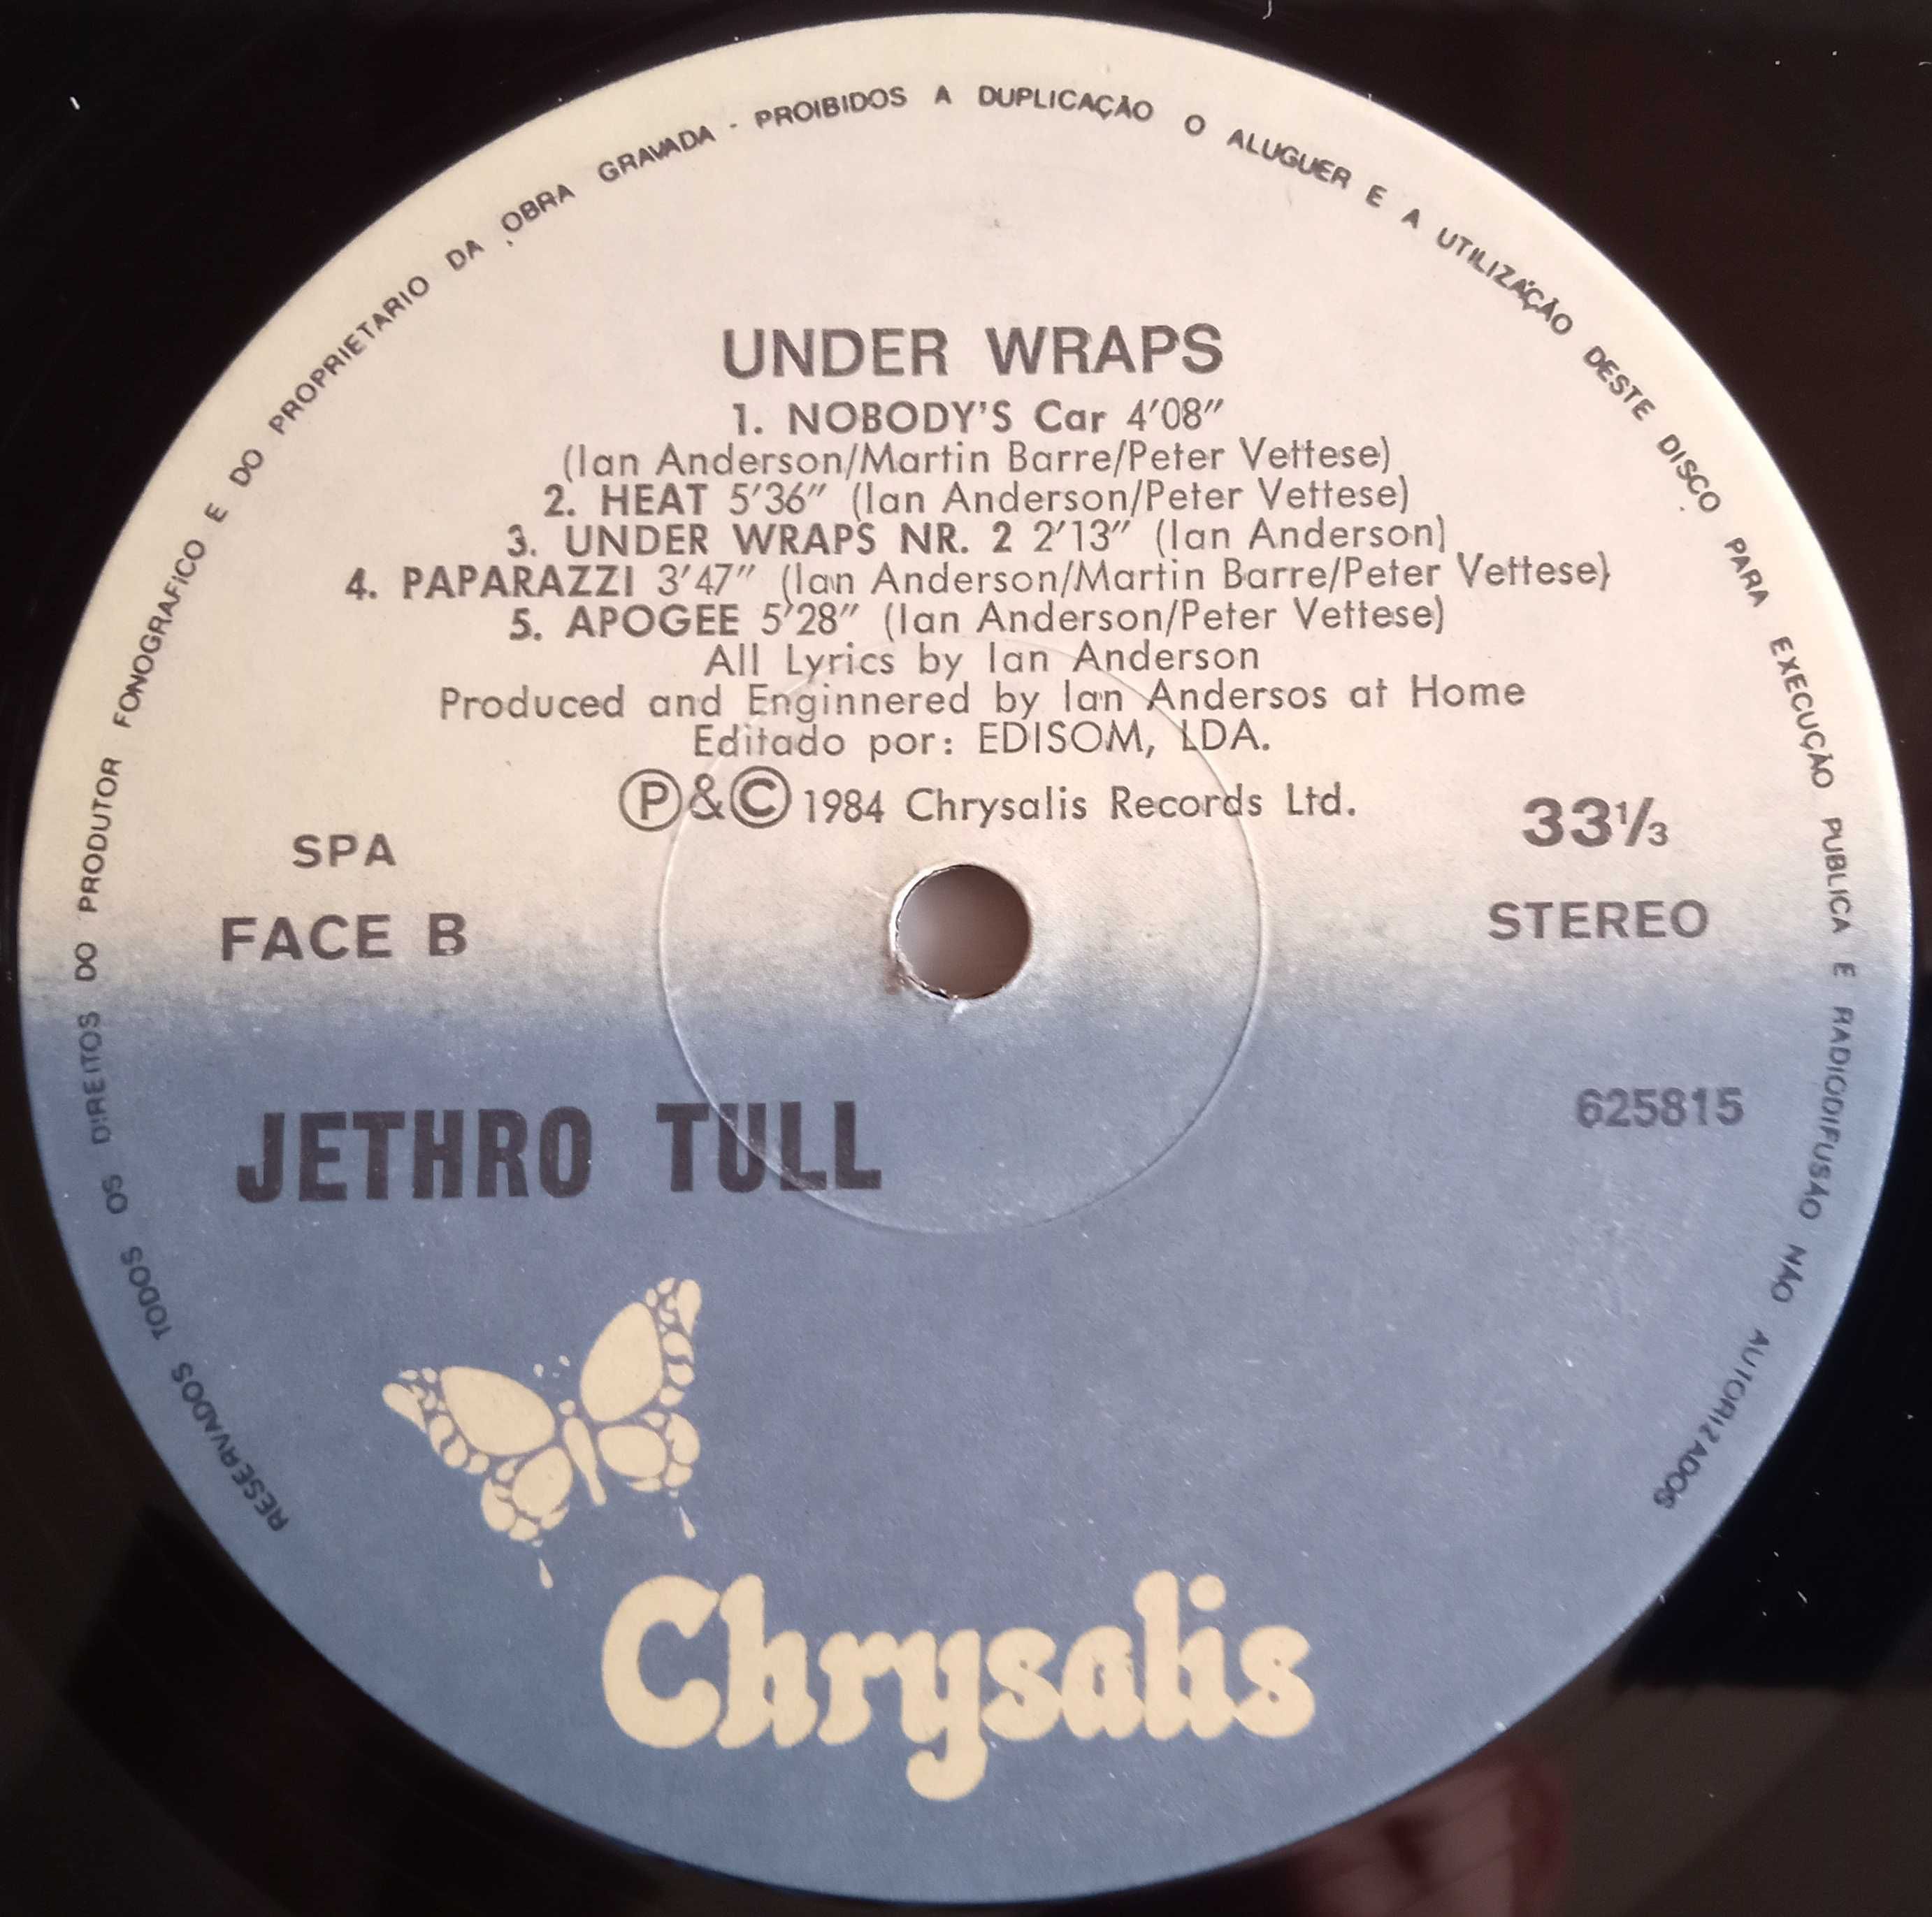 RESERVADOS TODOS OS DIREITOS DO PRODUTOR FONOGRAFICO E DO PROPRIETARIO DA OBRA GRAVADA - PROIBIDOS A DUPLICAÇÃO O ALUGUER E A UTILIZAÇÃO DESTE DISCO PARA EXECUÇÃO PUBLICA E RADIODIFUSÃO NÃO AUTORIZADOS
UNDER WRAPS
1. NOBODY'S Car 4'08"
(Ian Anderson/Martin Barre/Peter Vettese)
2. HEAT 5'36" (Ian Anderson/Peter Vettese)
3. UNDER WRAPS NR. 2 2'13" (Ian Anderson)
4. PAPARAZZI 3'47" (Ian Anderson/Martin Barre/Peter Vettese)
5. APOGEE 5'28" (Ian Anderson/Peter Vettese)
All Lyrics by Ian Anderson
Produced and Enginnered by Ian Andersos at Home
Editado por: EDISOM, LDA.
Ⓟ&© 1984 Chrysalis Records Ltd.
SPA
33⅓
FACE B
STEREO
625815
JETHRO TULL
Chrysalis